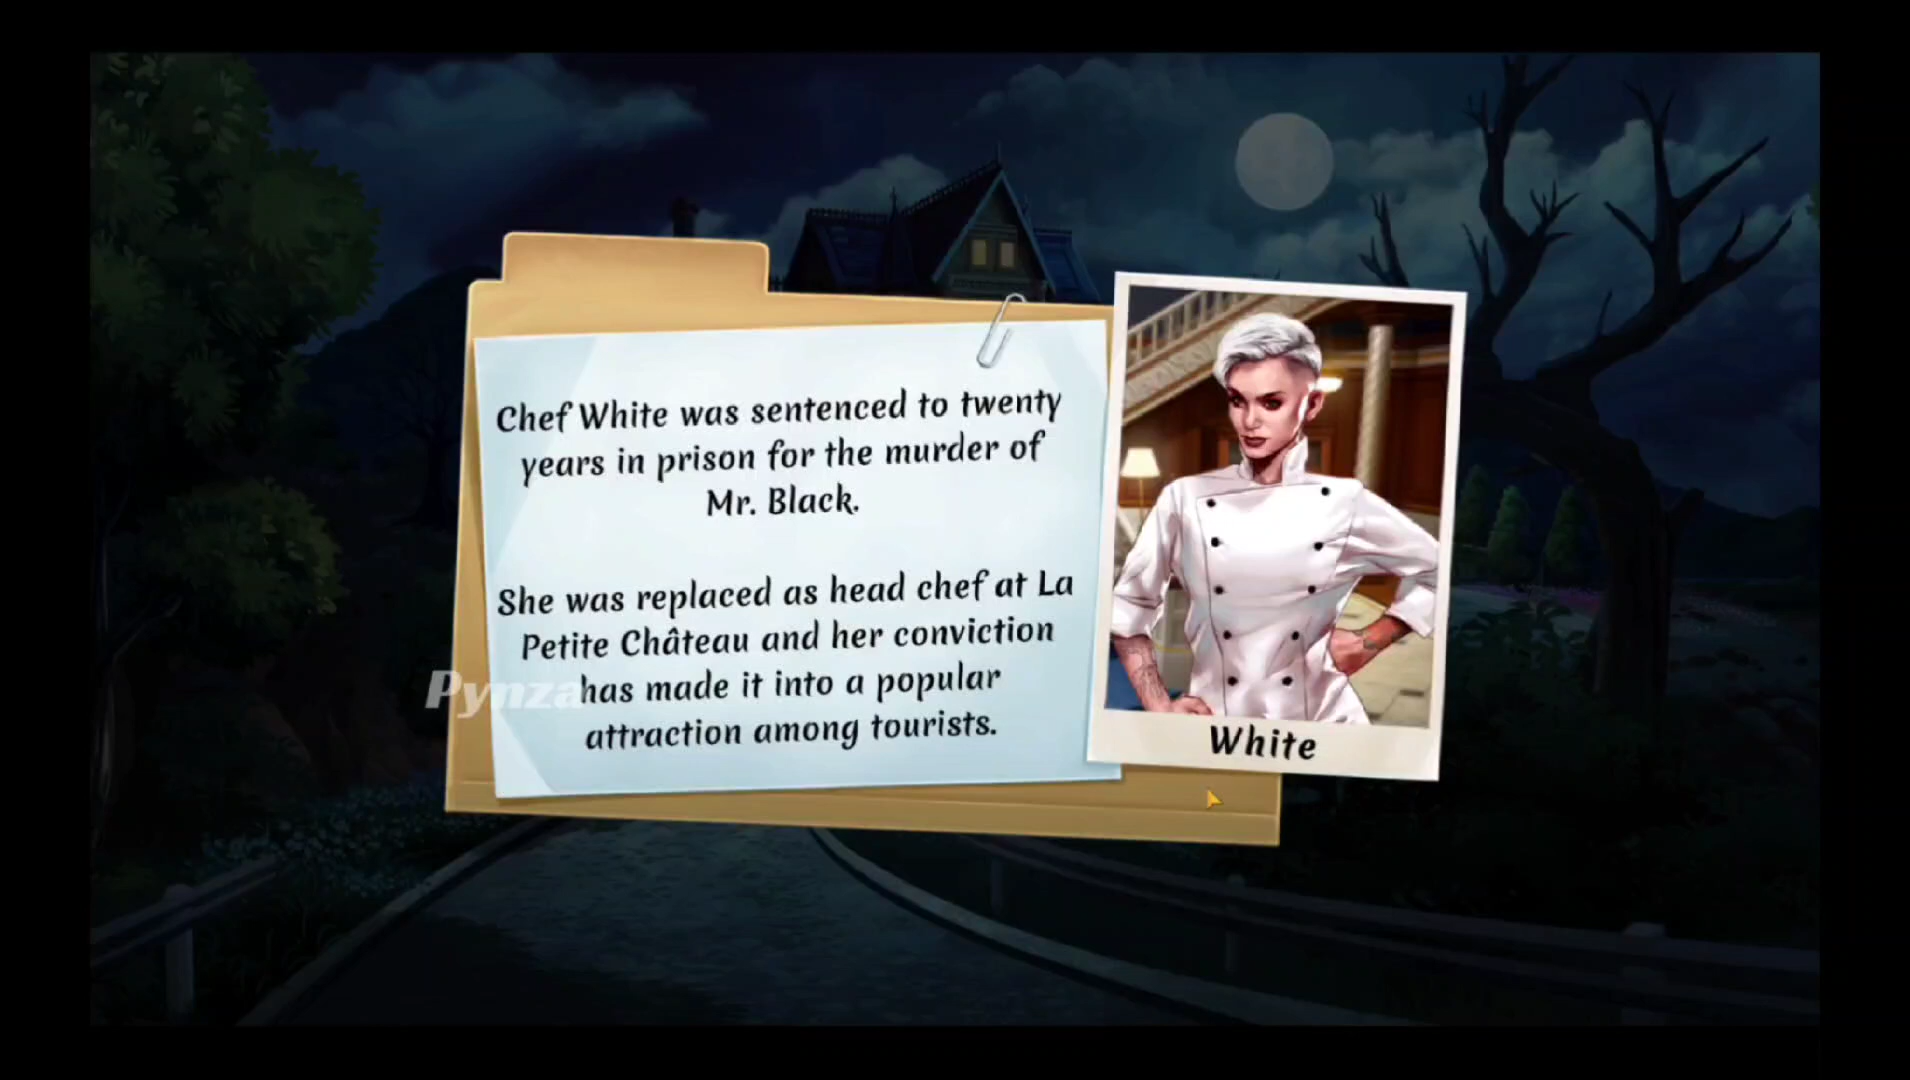 Chef White was sentenced to twenty
years in prison for the murder of
Mr. Black.
She was replaced as head chef at La
Petite Château and her conviction
has made it into a popular
attraction among tourists.
Pynza
White